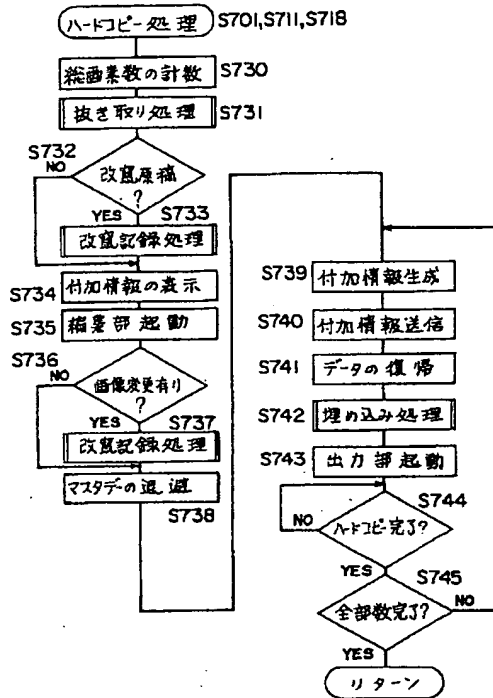 ハードコピー処理 S701,S711,S718
総画素数の計数 S730
抜き取り処理 S731
S732
NO
改竄原稿
?
YES S733
改竄記録処理
S734 付加情報の表示
S735 編集部起動
S736
NO
画像変更有り
?
YES S737
改竄記録処理
マスタデーの退避
S738
S739 付加情報生成
S740 付加情報送信
S741 データの復帰
S742 埋め込み処理
S743 出力部起動
S744
NO ハードコピー完了?
YES S745
全部数完了? NO
YES
リターン